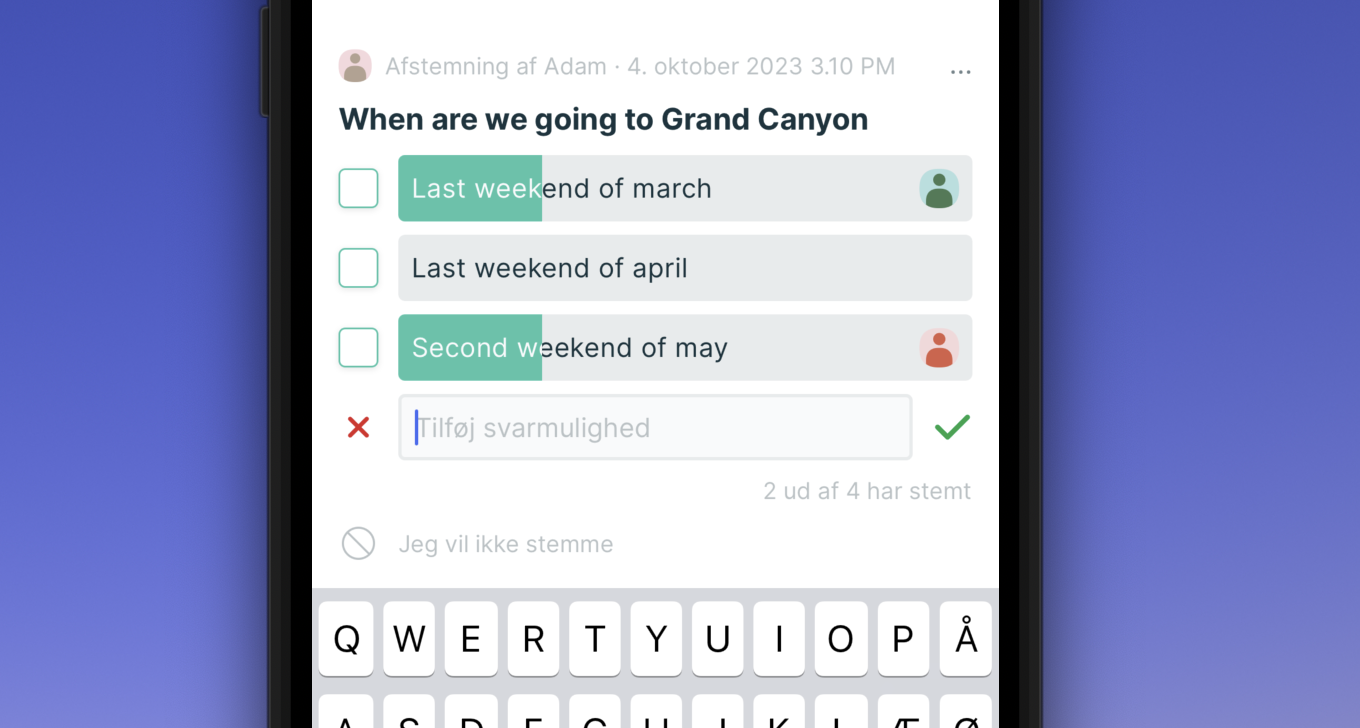 Afstemning af Adam · 4. oktober 2023 3.10 PM
...
When are we going to Grand Canyon
Last weekend of march
Last weekend of april
Second weekend of may
Tilføj svarmulighed
2 ud af 4 har stemt
Jeg vil ikke stemme
Q W E R T Y U I O P Å
A S D F G H J K L Æ Ø